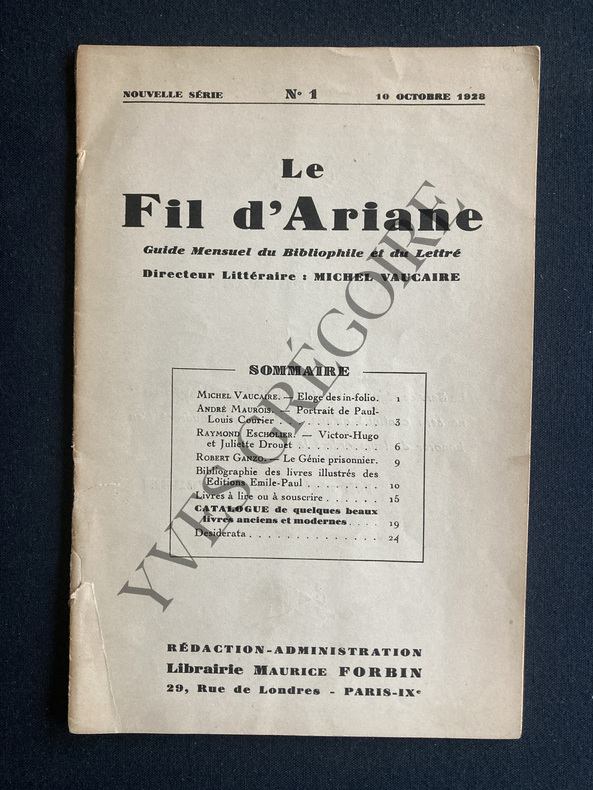 NOUVELLE SÉRIE N° 1 10 OCTOBRE 1928
Le
Fil d'Ariane
Guide Mensuel du Bibliophile et du Lettré
Directeur Littéraire : MICHEL VAUCAIRE
SOMMAIRE
MICHEL VAUCAIRE. — Eloge des in-folio. 1
ANDRÉ MAUROIS. — Portrait de Paul-
Louis Courier . . . . . . . . . . . . 3
RAYMOND ESCHOLIER. — Victor-Hugo
et Juliette Drouet . . . . . . . . . . 6
ROBERT GANZO. — Le Génie prisonnier. 9
Bibliographie des livres illustrés des
Editions Emile-Paul . . . . . . . . 10
Livres à lire ou à souscrire . . . . . . 15
CATALOGUE de quelques beaux
livres anciens et modernes . . . . 19
Desiderata . . . . . . . . . . . . . . 24
RÉDACTION-ADMINISTRATION
Librairie MAURICE FORBIN
29, Rue de Londres - PARIS-IXe
YVES GRÉGOIRE